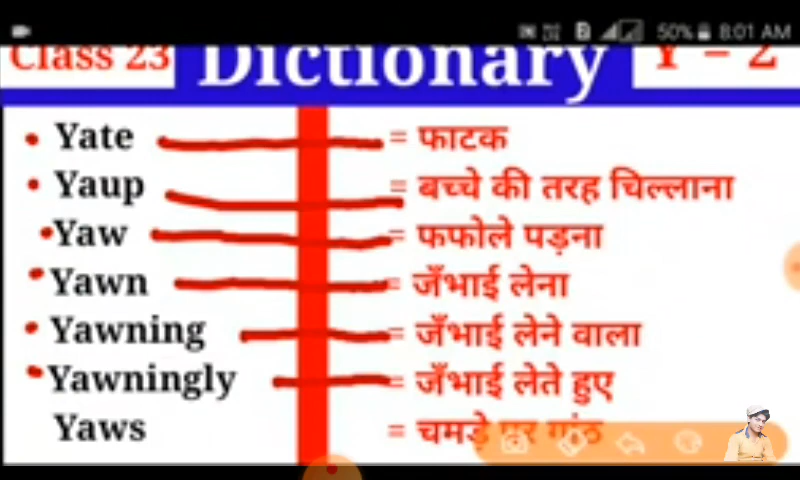 50% 8:01 AM
Class 23 Dictionary Y – Z
• Yate = फाटक
• Yaup = बच्चे की तरह चिल्लाना
• Yaw = फफोले पड़ना
• Yawn = जँभाई लेना
• Yawning = जँभाई लेने वाला
• Yawningly = जँभाई लेते हुए
Yaws = चमड़े पर गांठ